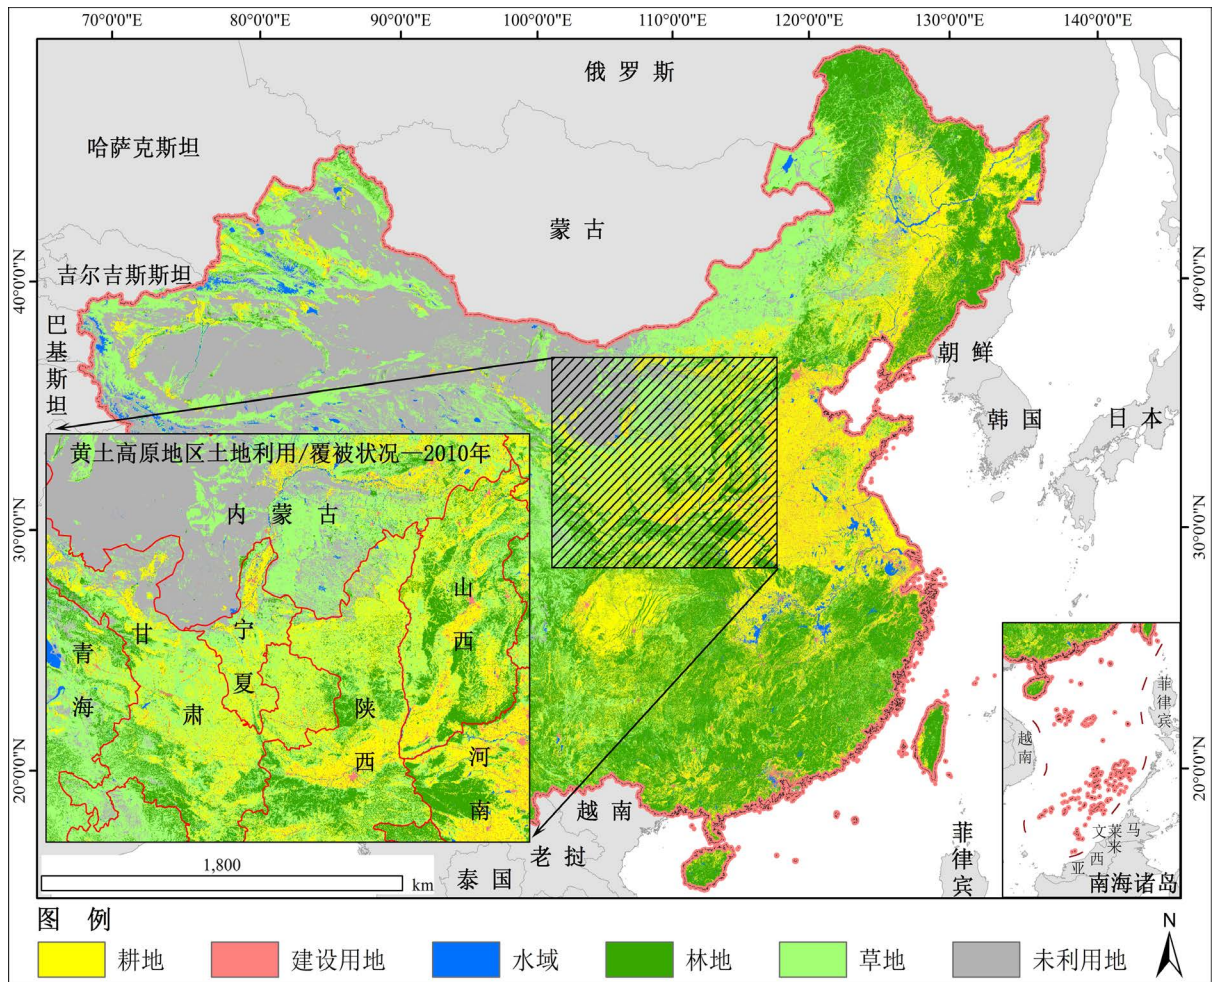 70°0'0"E 80°0'0"E 90°0'0"E 100°0'0"E 110°0'0"E 120°0'0"E 130°0'0"E 140°0'0"E
俄罗斯
哈萨克斯坦
蒙古
吉尔吉斯斯坦
40°0'0"N
40°0'0"N
巴基斯坦
朝鲜
韩国
日本
黄土高原地区土地利用/覆被状况—2010年
内蒙古
30°0'0"N
30°0'0"N
山西
甘肃
宁夏
青海
陕西
河南
20°0'0"N
20°0'0"N
越南
老挝
泰国
菲律宾
菲律宾
越南
文莱
马来西亚
南海诸岛
1,800
km
图例
N
耕地 建设用地 水域 林地 草地 未利用地